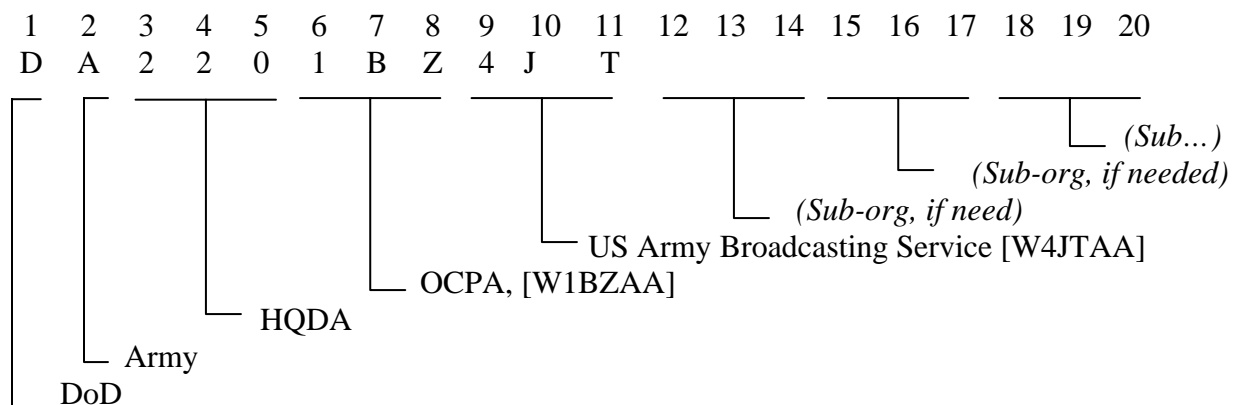 1 2 3 4 5 6 7 8 9 10 11 12 13 14 15 16 17 18 19 20
D A 2 2 0 1 B Z 4 J T
(Sub…)
(Sub-org, if needed)
(Sub-org, if need)
US Army Broadcasting Service [W4JTAA]
OCPA, [W1BZAA]
HQDA
Army
DoD